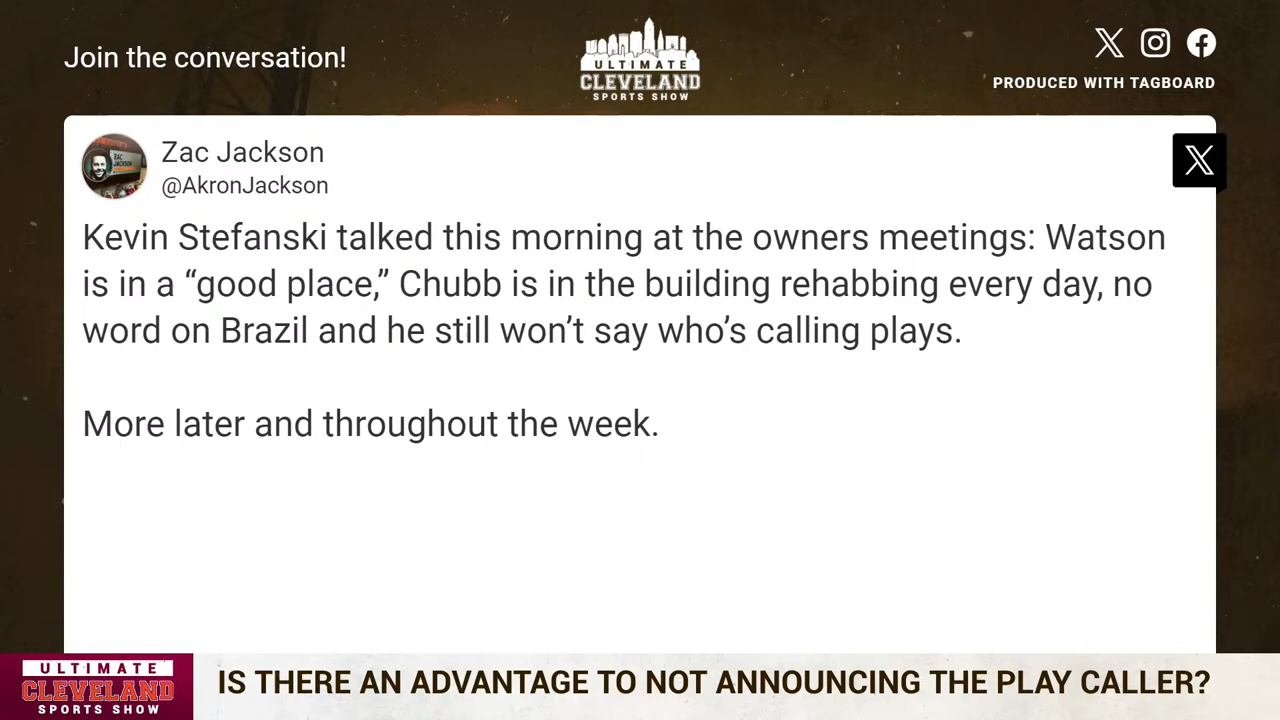 Join the conversation!
ULTIMATE
CLEVELAND
SPORTS SHOW
PRODUCED WITH TAGBOARD
Zac Jackson
@AkronJackson
Kevin Stefanski talked this morning at the owners meetings: Watson
is in a “good place,” Chubb is in the building rehabbing every day, no
word on Brazil and he still won’t say who’s calling plays.
More later and throughout the week.
ULTIMATE
CLEVELAND
SPORTS SHOW
IS THERE AN ADVANTAGE TO NOT ANNOUNCING THE PLAY CALLER?